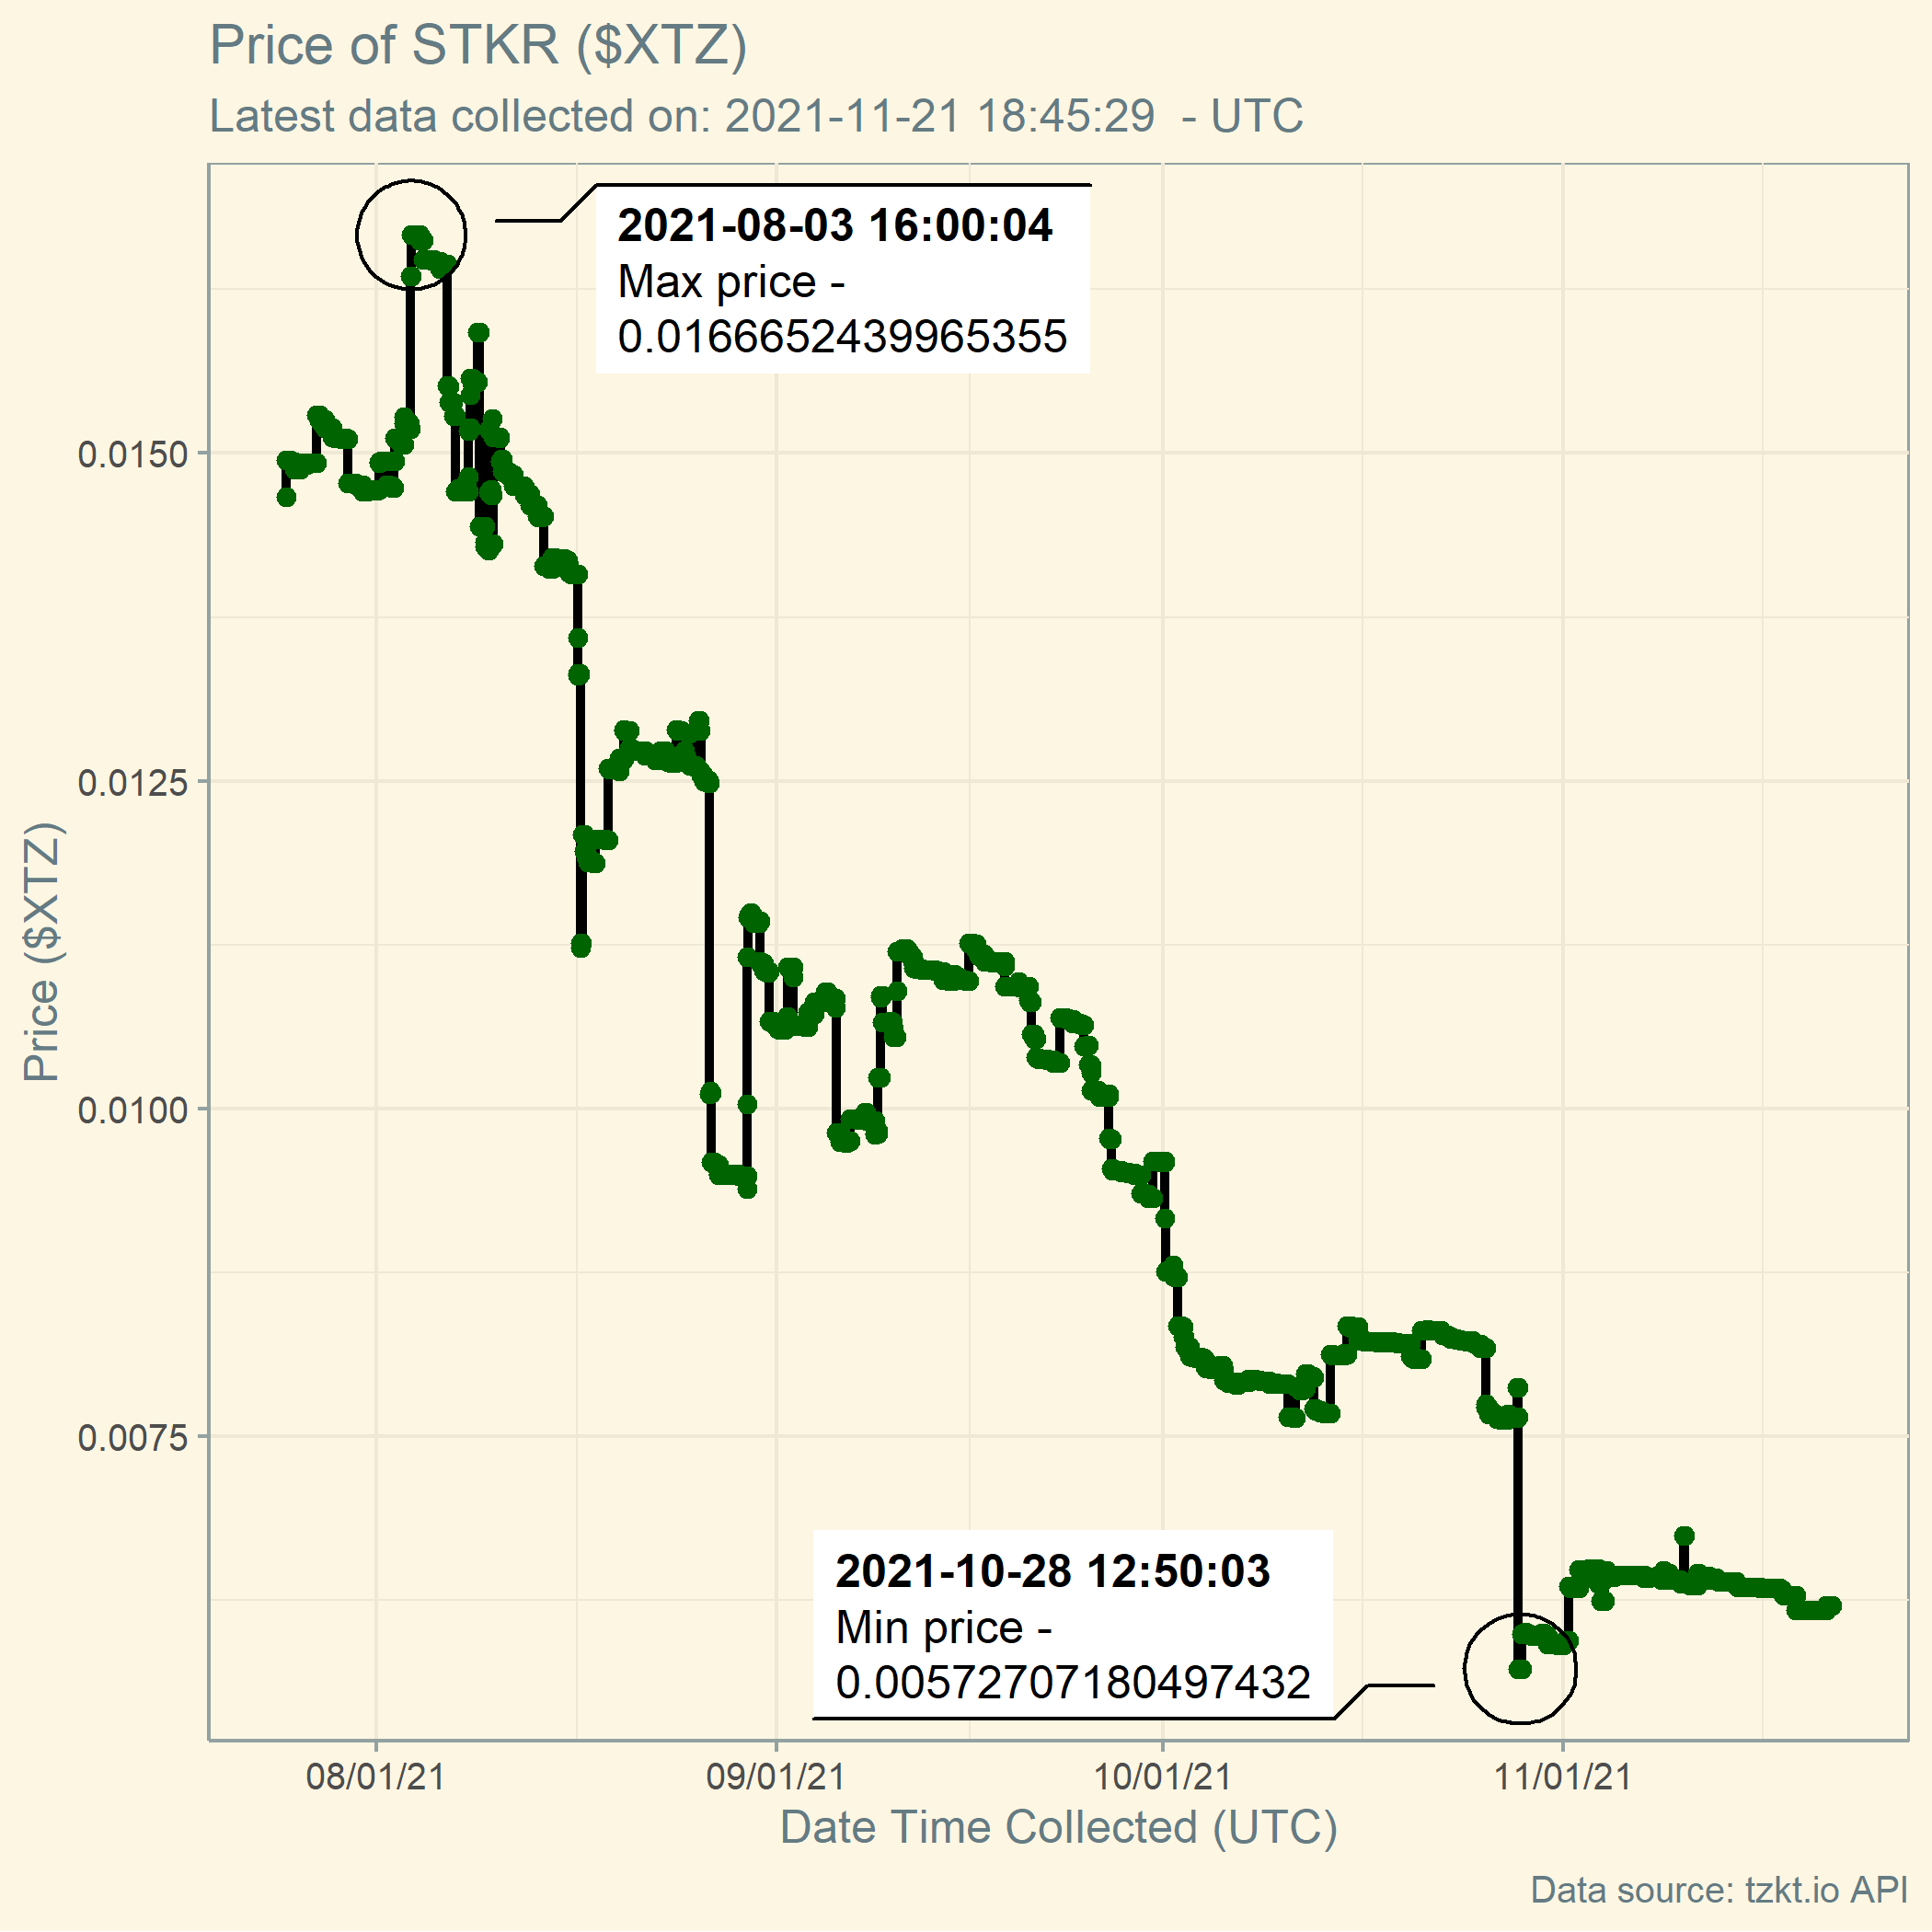 Price of STKR ($XTZ)
Latest data collected on: 2021-11-21 18:45:29  - UTC
2021-08-03 16:00:04
Max price -
0.0166652439965355
0.0150
0.0125
0.0100
0.0075
Price ($XTZ)
2021-10-28 12:50:03
Min price -
0.00572707180497432
08/01/21
09/01/21
10/01/21
11/01/21
Date Time Collected (UTC)
Data source: tzkt.io API